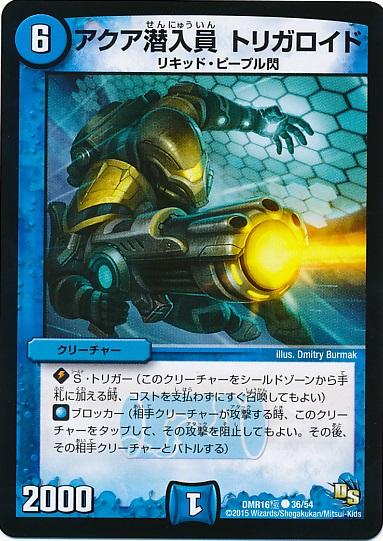 6
せんにゅういん
アクア潜入員 トリガロイド
リキッド・ピープル閃
クリーチャー
illus. Dmitry Burmak
S・トリガー（このクリーチャーをシールドゾーンから手
札に加える時、コストを支払わずにすぐ召喚してもよい）
ブロッカー（相手クリーチャーが攻撃する時、このクリ
ーチャーをタップして、その攻撃を阻止してもよい。その後、
その相手クリーチャーとバトルする）
2000
1
DS
DMR16 36/54
©2015 Wizards/Shogakukan/Mitsui-Kids